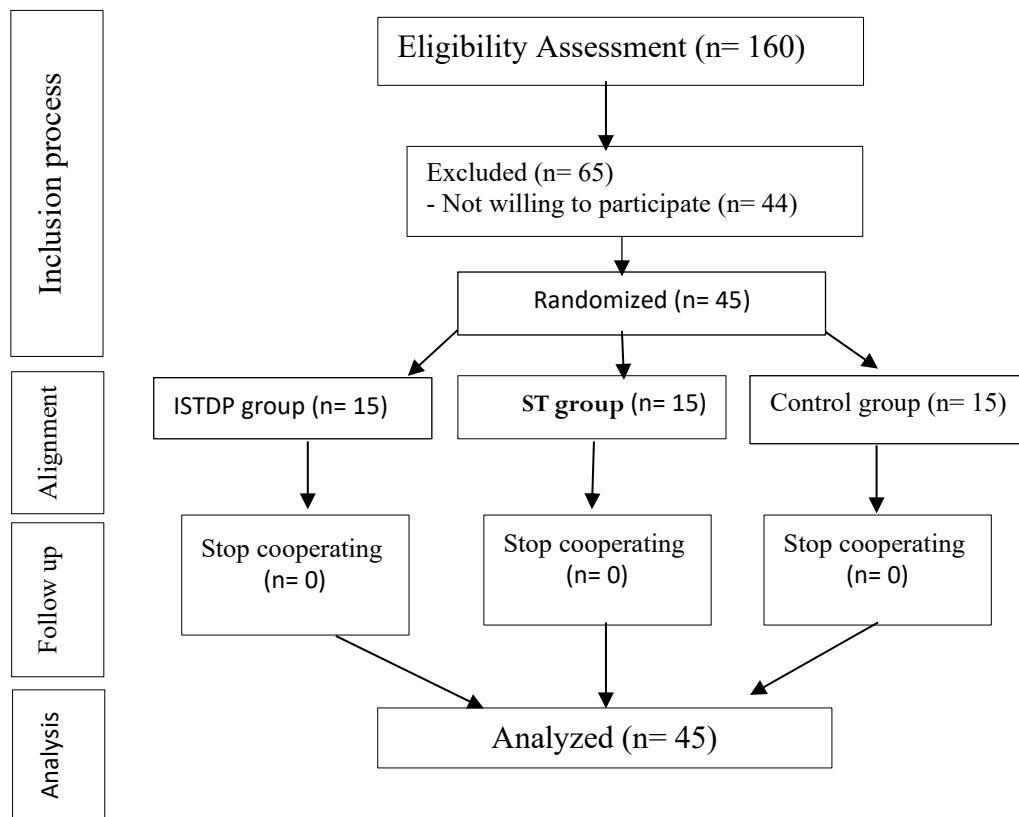 Inclusion process
Eligibility Assessment (n= 160)
Excluded (n= 65)
- Not willing to participate (n= 44)
Randomized (n= 45)
Alignment
ISTDP group (n= 15)
ST group (n= 15)
Control group (n= 15)
Follow up
Stop cooperating
(n= 0)
Stop cooperating
(n= 0)
Stop cooperating
(n= 0)
Analysis
Analyzed (n= 45)